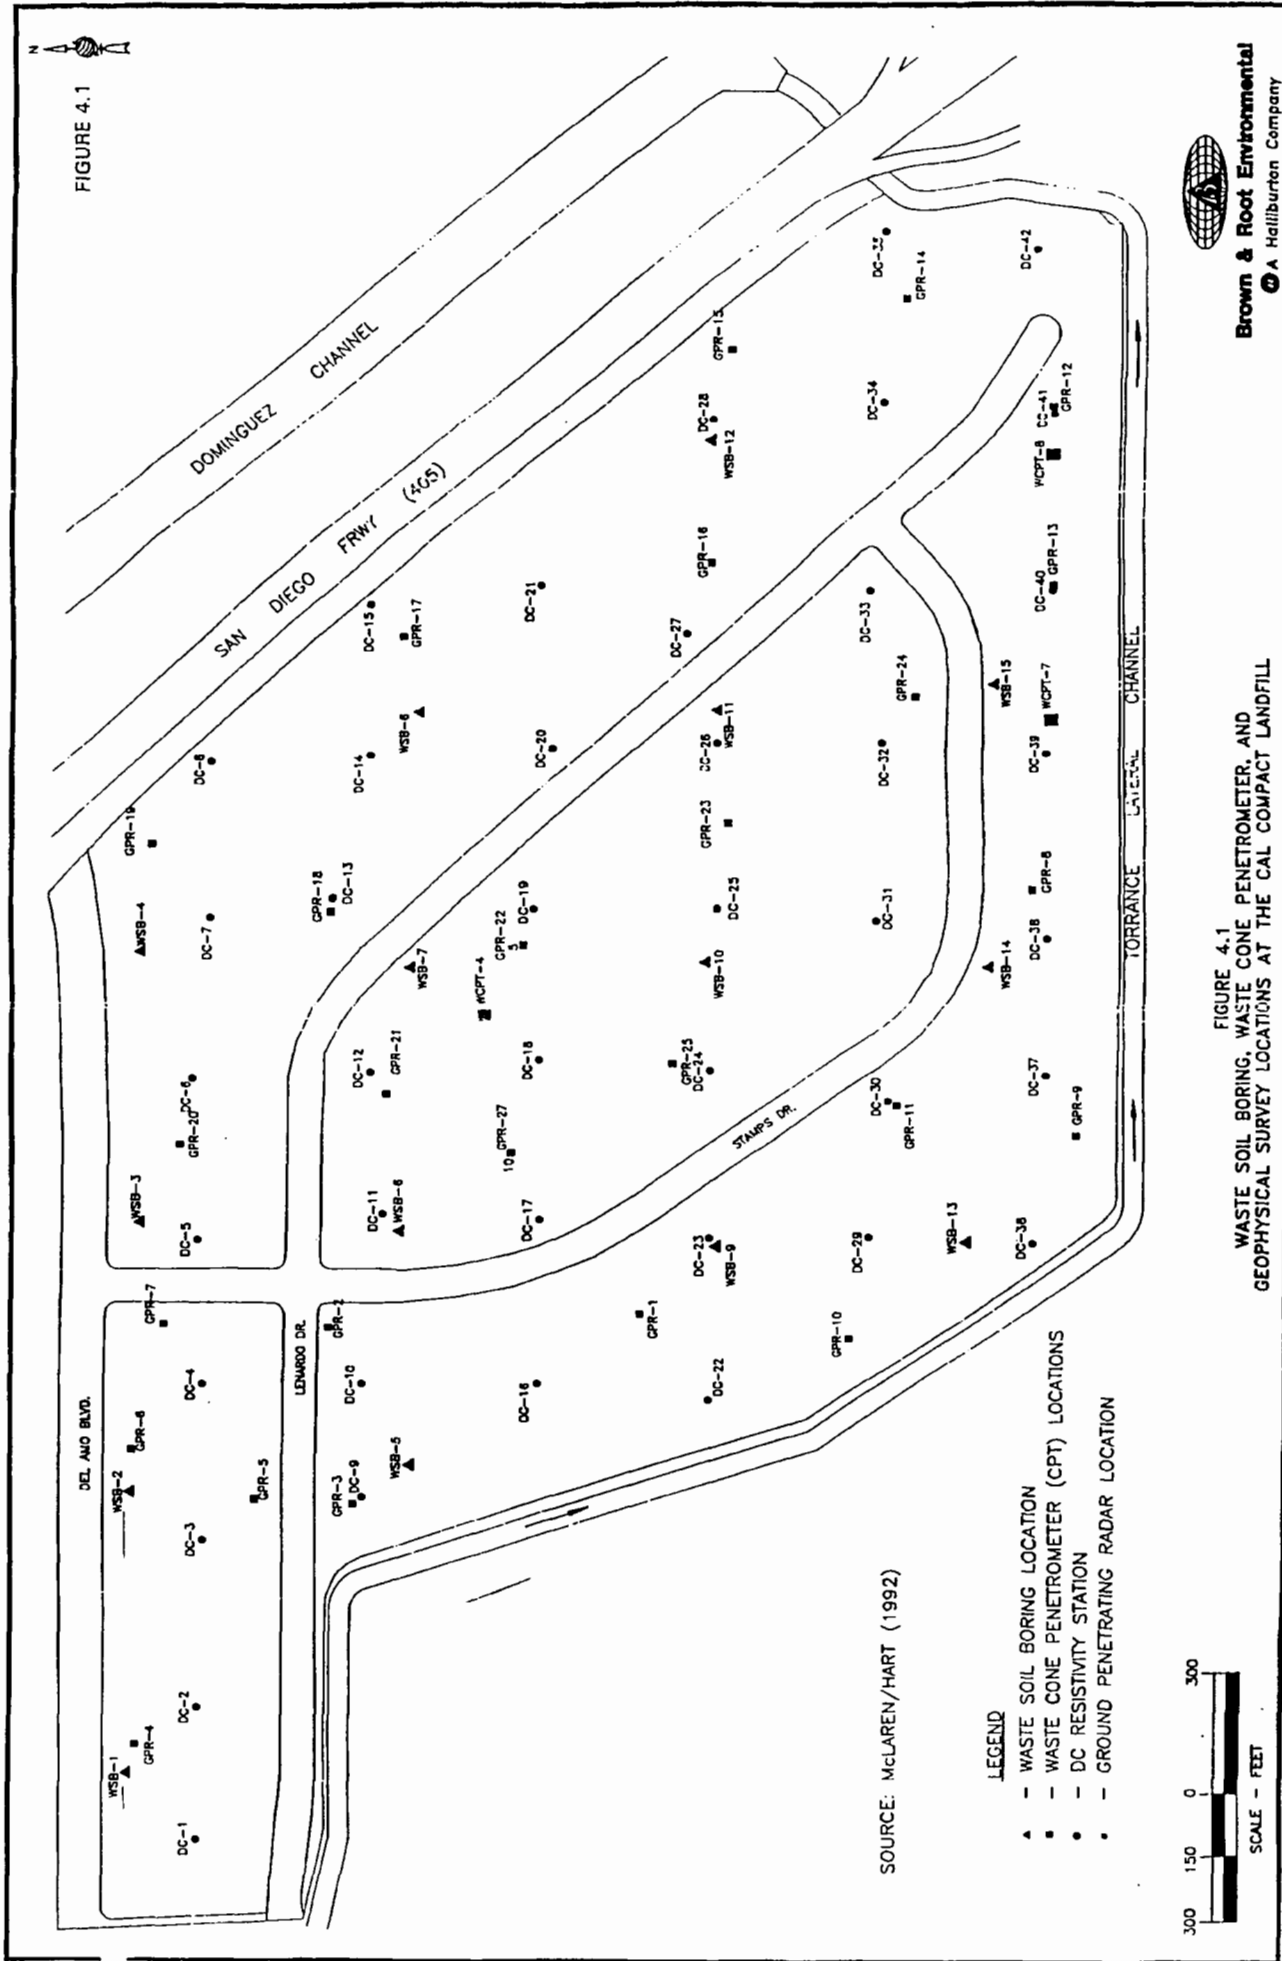 FIGURE 4.1
N
DEL AMO BLVD.
LENARDO DR.
STAMPS DR.
SAN DIEGO FRWY (405)
DOMINGUEZ CHANNEL
TORRANCE LATERAL CHANNEL
WSB-1
GPR-4
DC-1
DC-2
WSB-2
GPR-6
DC-3
DC-4
GPR-7
GPR-5
WSB-3
DC-5
GPR-20
DC-6
WSB-4
DC-7
GPR-19
DC-8
GPR-3
DC-9
WSB-5
DC-10
GPR-2
DC-11
WSB-6
DC-12
GPR-21
GPR-18
DC-13
WSB-7
DC-14
WSB-6
DC-15
GPR-17
DC-16
DC-17
10
GPR-27
DC-18
WCPT-4
GPR-22
5
DC-19
DC-20
DC-21
GPR-1
DC-22
DC-23
WSB-9
GPR-25
DC-24
WSB-10
DC-25
GPR-23
DC-26
WSB-11
DC-27
GPR-16
WSB-12
DC-28
GPR-15
GPR-10
DC-29
DC-30
GPR-11
DC-31
DC-32
GPR-24
DC-33
DC-34
GPR-14
WSB-13
WSB-14
WSB-15
DC-36
DC-37
GPR-9
DC-38
GPR-8
DC-39
WCPT-7
DC-40
GPR-13
WCPT-8
GPR-12
DC-42
SOURCE: McLAREN/HART (1992)
LEGEND
▲ - WASTE SOIL BORING LOCATION
■ - WASTE CONE PENETROMETER (CPT) LOCATIONS
● - DC RESISTIVITY STATION
• - GROUND PENETRATING RADAR LOCATION
300 150 0 300
SCALE - FEET
FIGURE 4.1
WASTE SOIL BORING, WASTE CONE PENETROMETER, AND
GEOPHYSICAL SURVEY LOCATIONS AT THE CAL COMPACT LANDFILL
Brown & Root Environmental
A Halliburton Company